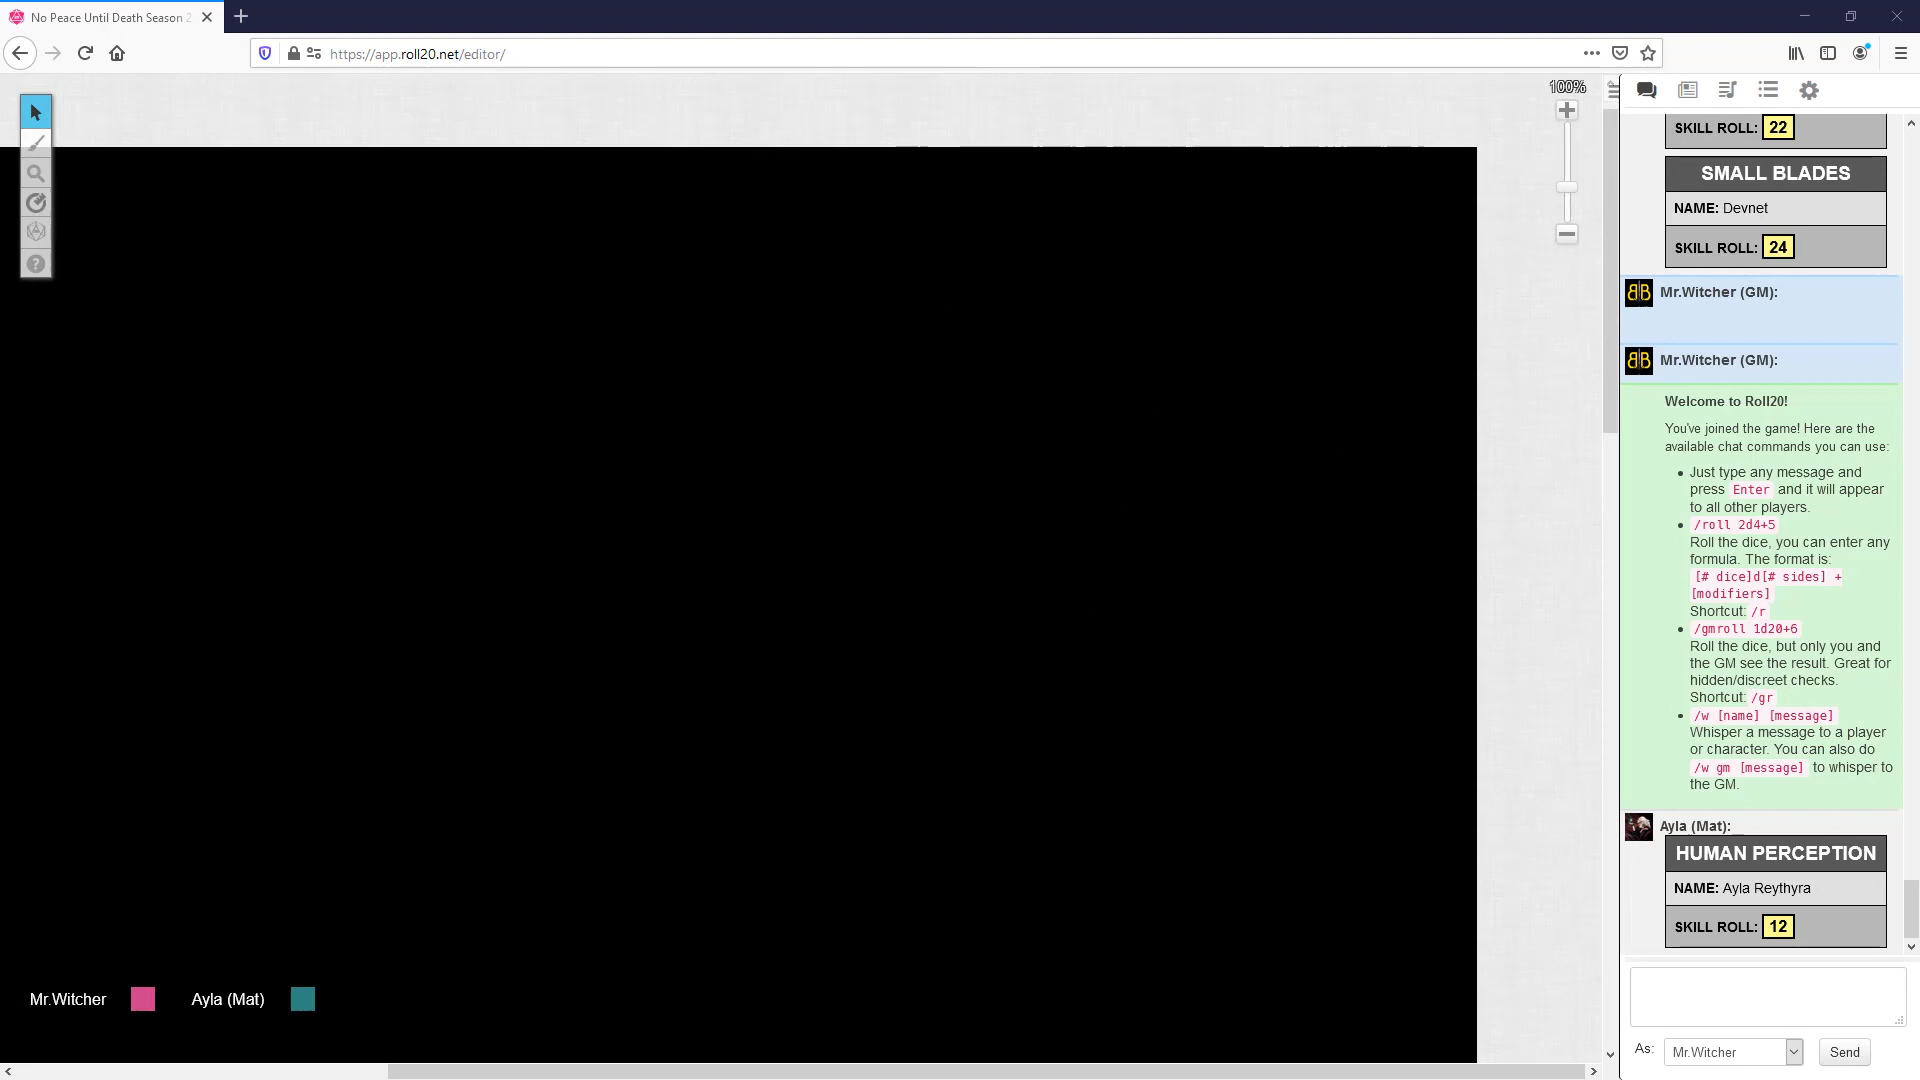 No Peace Until Death Season 2
https://app.roll20.net/editor/
100%
SKILL ROLL: 22
SMALL BLADES
NAME: Devnet
SKILL ROLL: 24
Mr.Witcher (GM):
Mr.Witcher (GM):
Welcome to Roll20!
You've joined the game! Here are the
available chat commands you can use:
Just type any message and
press Enter and it will appear
to all other players.
/roll 2d4+5
Roll the dice, you can enter any
formula. The format is:
[# dice]d[# sides] +
[modifiers]
Shortcut: /r
/gmroll 1d20+6
Roll the dice, but only you and
the GM see the result. Great for
hidden/discreet checks.
Shortcut: /gr
/w [name] [message]
Whisper a message to a player
or character. You can also do
/w gm [message] to whisper to
the GM.
Ayla (Mat):
HUMAN PERCEPTION
NAME: Ayla Reythyra
SKILL ROLL: 12
Mr.Witcher
Ayla (Mat)
As: Mr.Witcher
Send